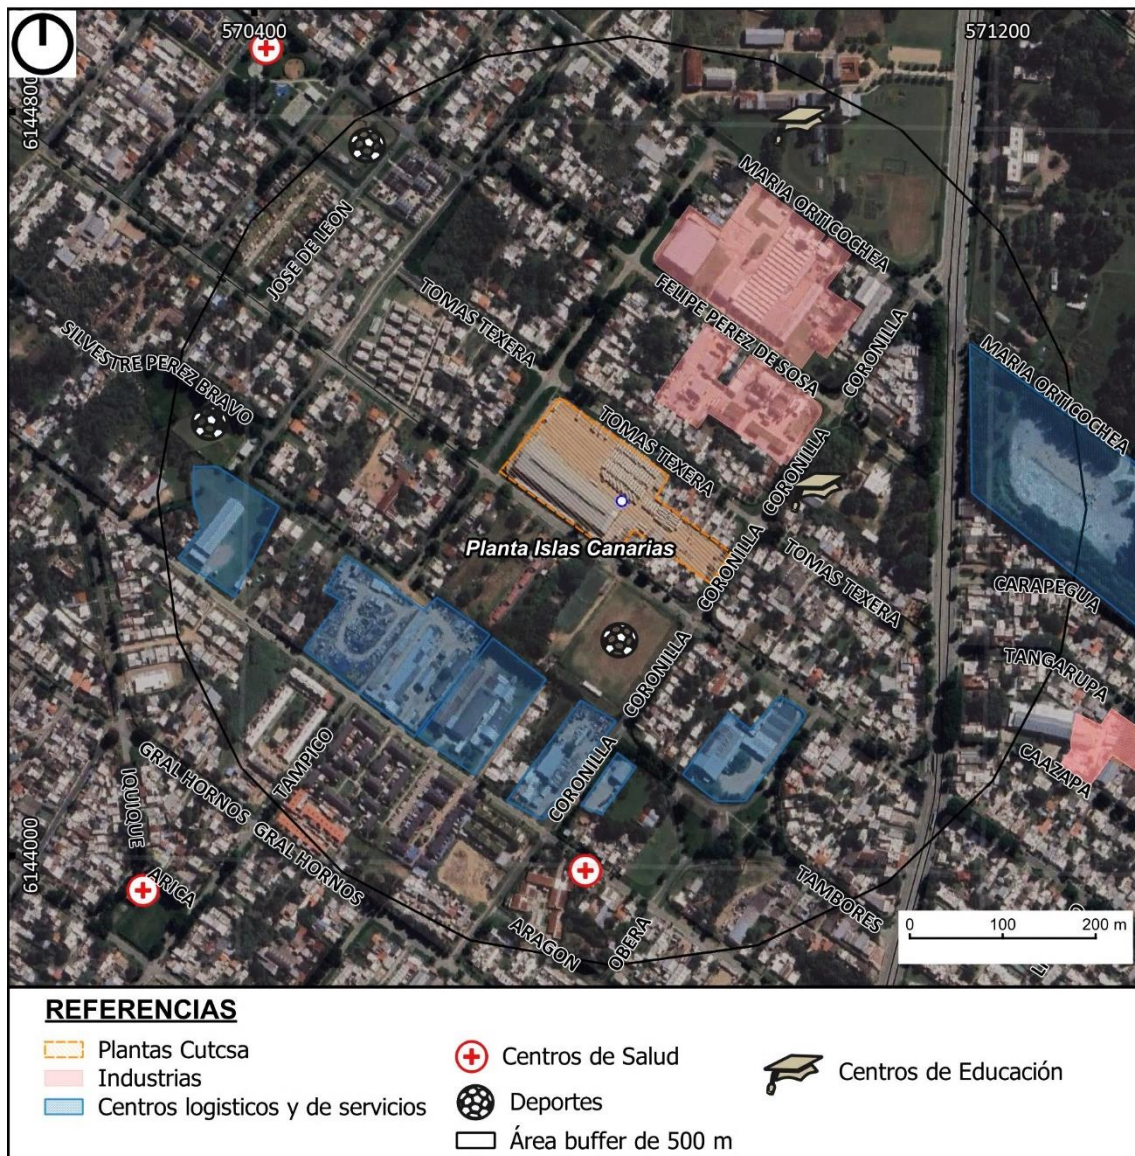 570400
571200
6144800
MARIA ORTICOCHEA
JOSE DE LEON
TOMAS TEXERA
FELIPE PEREZ DE SOSA
CORONILLA
SILVESTRE PEREZ BRAVO
MARIA ORTICOCHEA
TOMAS TEXERA
CORONILLA
Planta Islas Canarias
CORONILLA
TOMAS TEXERA
CARAPEGUA
CORONILLA
TANGARUPA
TAMPICO
CORONILLA
CAAZAPA
IQUIQUE
GRAL HORNOS
GRAL HORNOS
6144000
ARICA
TAMBORES
ARAGON
OBERA
0 100 200 m
REFERENCIAS
Plantas Cutcsa
Industrias
Centros logisticos y de servicios
Centros de Salud
Deportes
Área buffer de 500 m
Centros de Educación